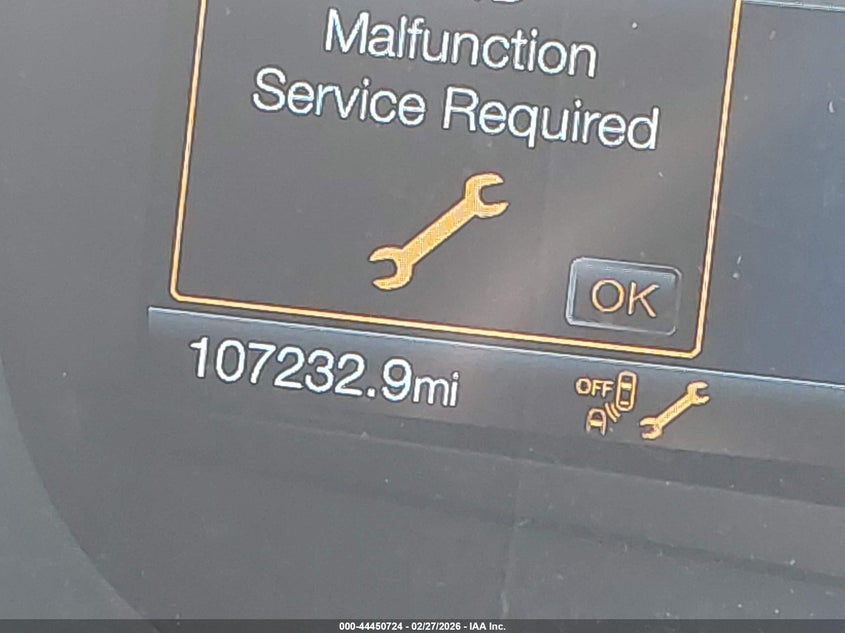 Malfunction
Service Required
OK
107232.9mi
OFF
000-44450724 - 02/27/2026 - IAA Inc.